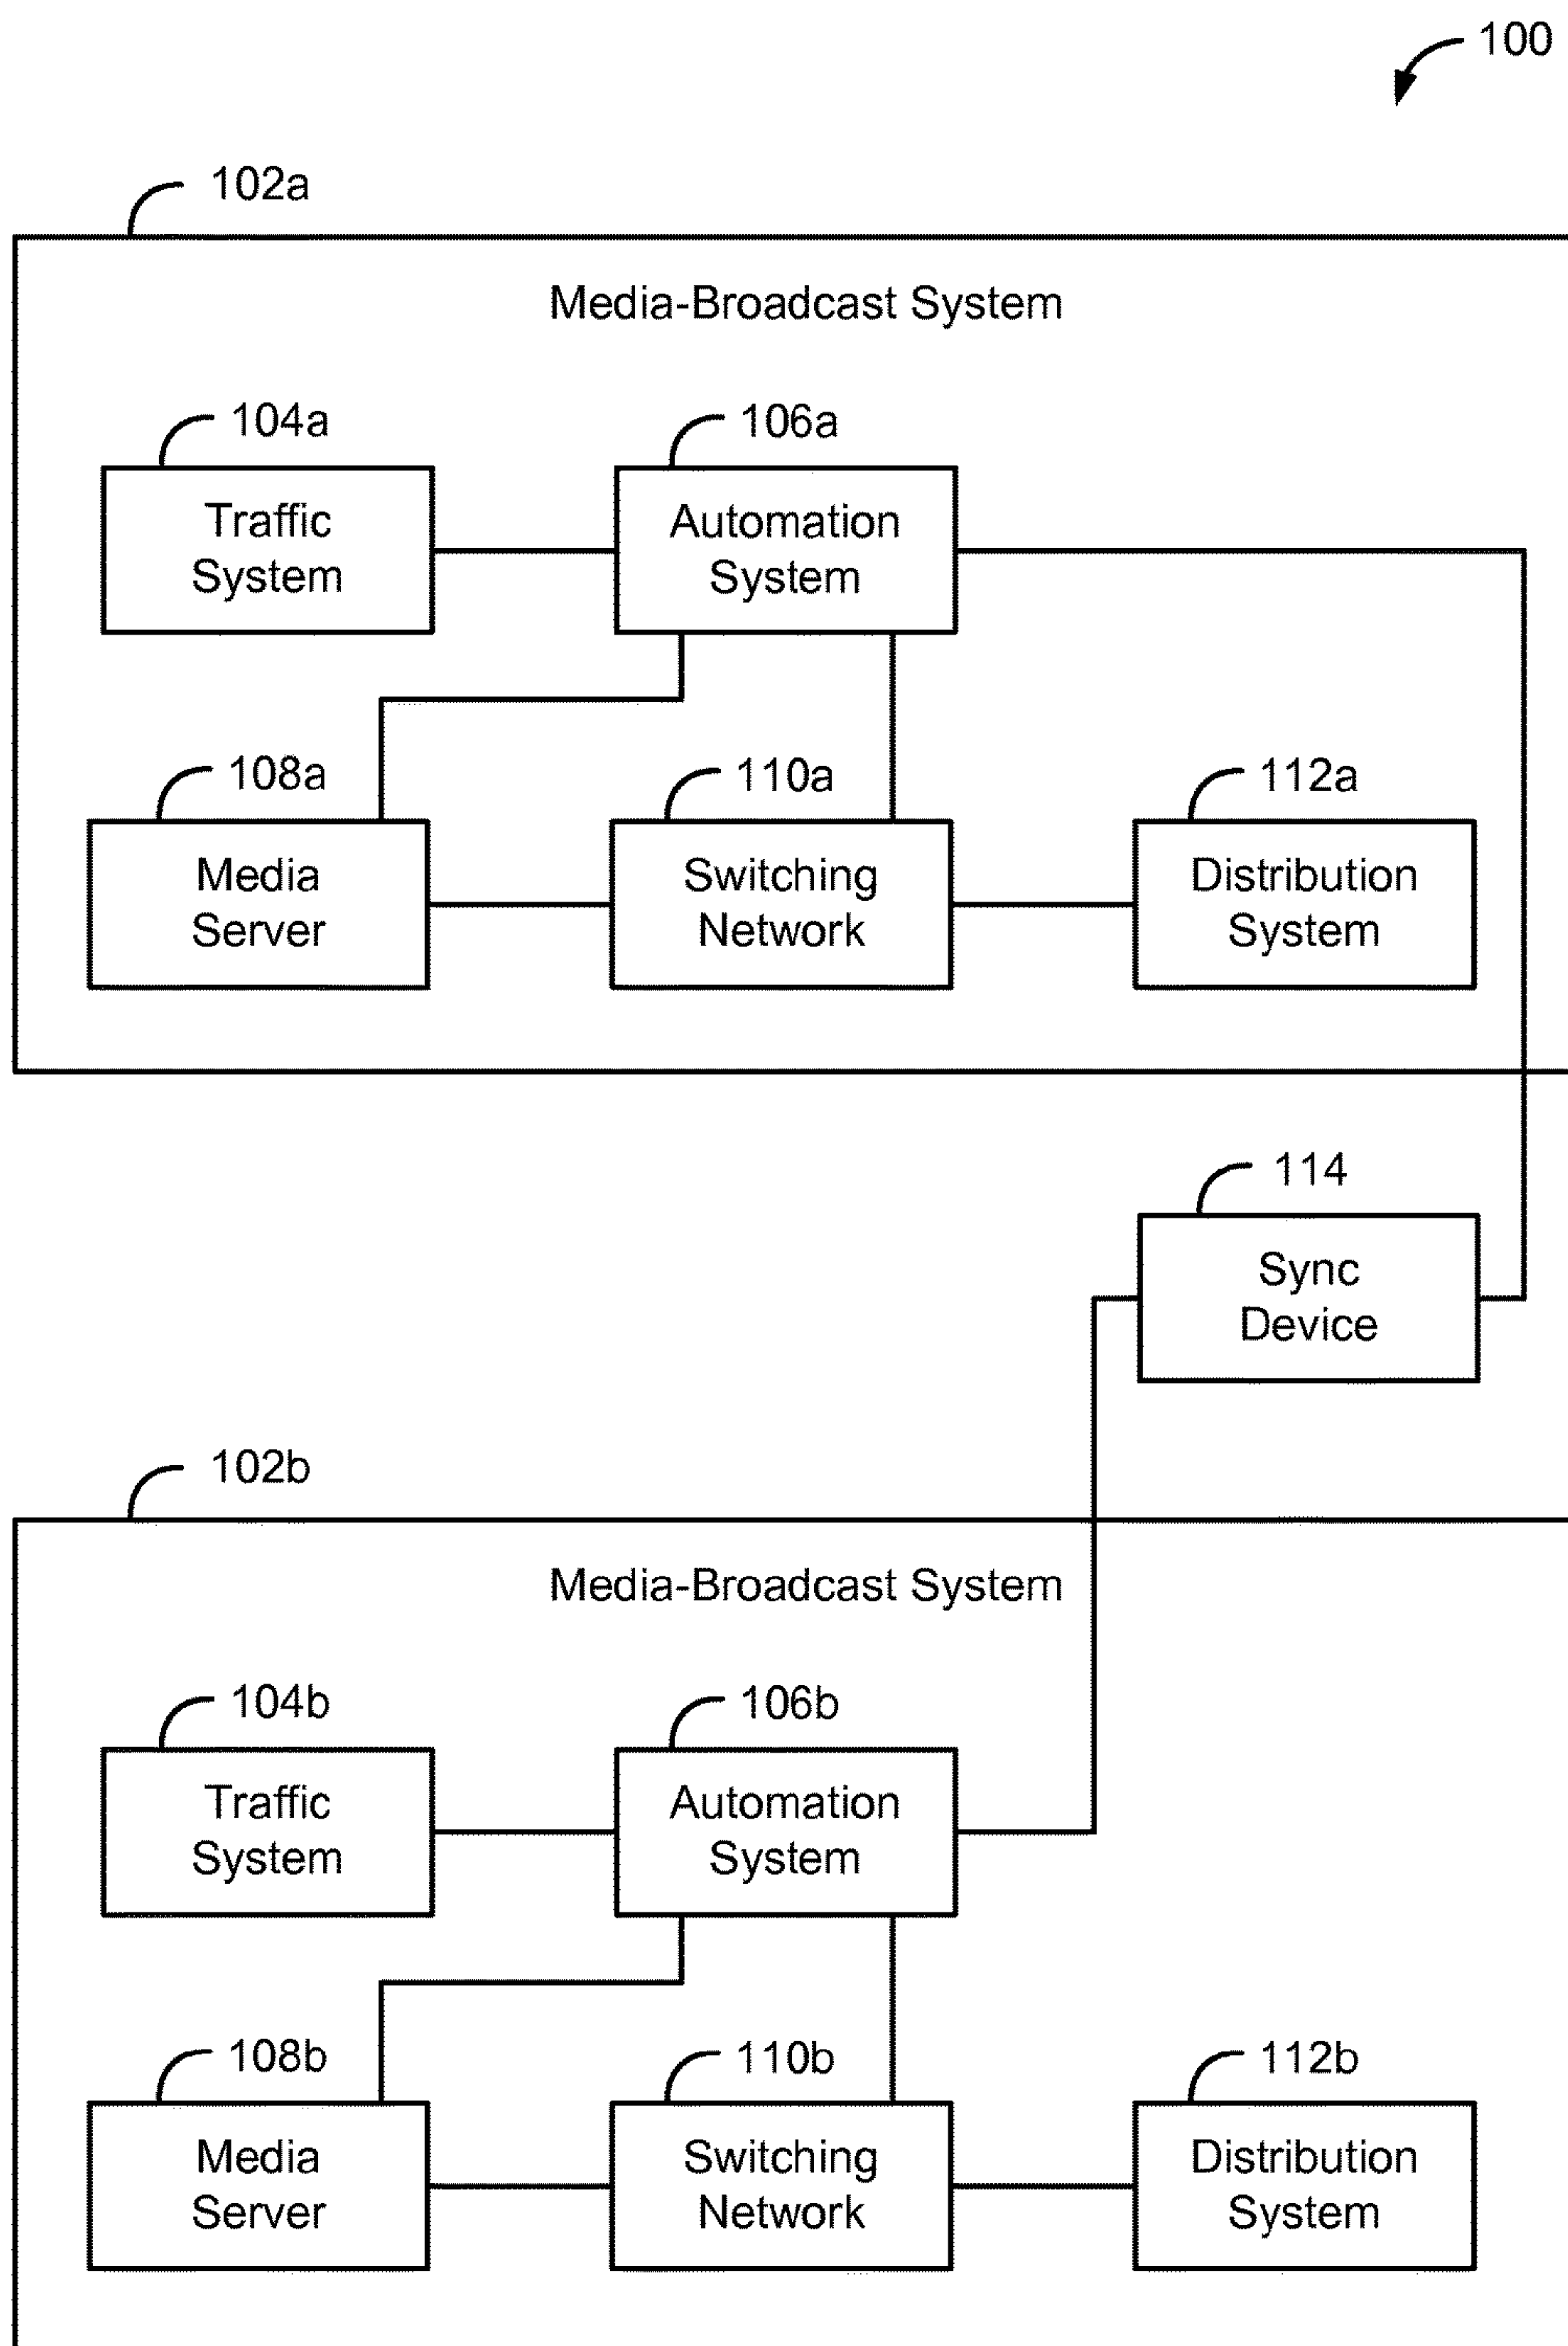 100
102a
Media-Broadcast System
104a
106a
Traffic
System
Automation
System
108a
110a
112a
Media
Server
Switching
Network
Distribution
System
114
Sync
Device
102b
Media-Broadcast System
104b
106b
Traffic
System
Automation
System
108b
110b
112b
Media
Server
Switching
Network
Distribution
System